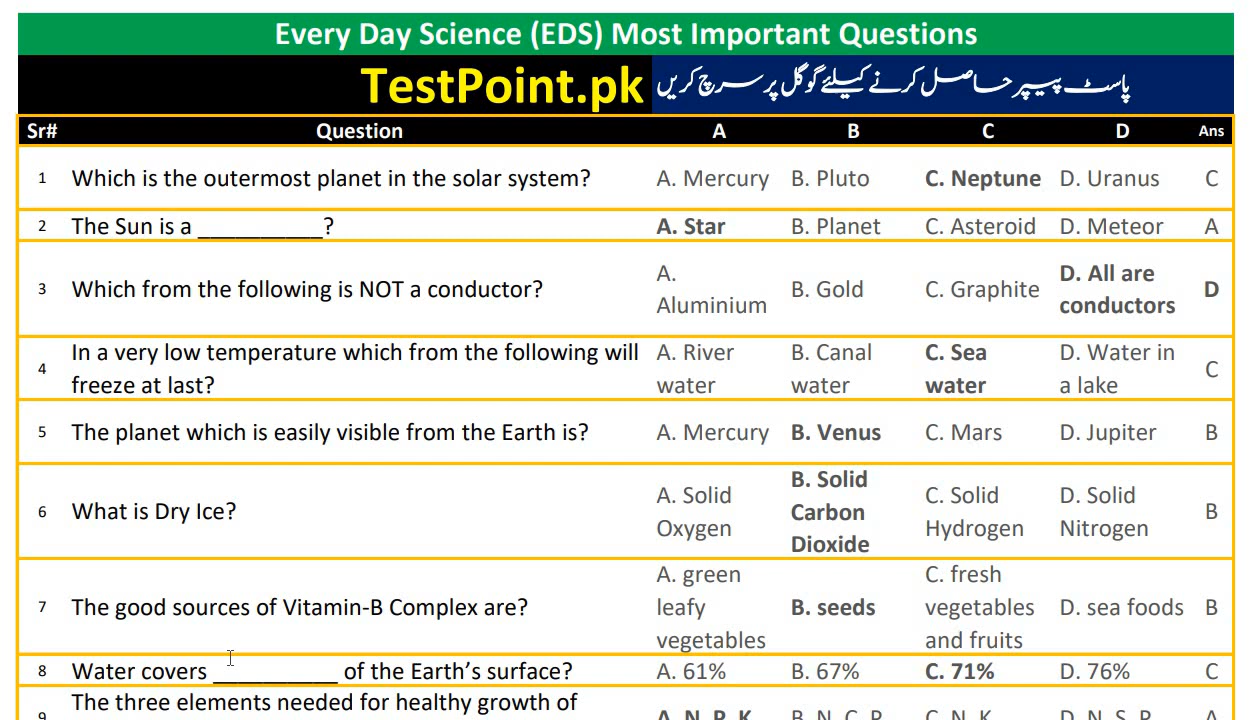 Every Day Science (EDS) Most Important Questions
TestPoint.pk پاسٹ پیپر حاصل کرنے کیلئے گوگل پر سرچ کریں
Sr# Question A B C D Ans
1 Which is the outermost planet in the solar system? A. Mercury B. Pluto C. Neptune D. Uranus C
2 The Sun is a __________? A. Star B. Planet C. Asteroid D. Meteor A
3 Which from the following is NOT a conductor? A. Aluminium B. Gold C. Graphite D. All are conductors D
4 In a very low temperature which from the following will freeze at last? A. River water B. Canal water C. Sea water D. Water in a lake C
5 The planet which is easily visible from the Earth is? A. Mercury B. Venus C. Mars D. Jupiter B
6 What is Dry Ice? A. Solid Oxygen B. Solid Carbon Dioxide C. Solid Hydrogen D. Solid Nitrogen B
7 The good sources of Vitamin-B Complex are? A. green leafy vegetables B. seeds C. fresh vegetables and fruits D. sea foods B
8 Water covers __________ of the Earth’s surface? A. 61% B. 67% C. 71% D. 76% C
9 The three elements needed for healthy growth of A. N, P, K B. N, C, P C. N, K D. N, S, P A